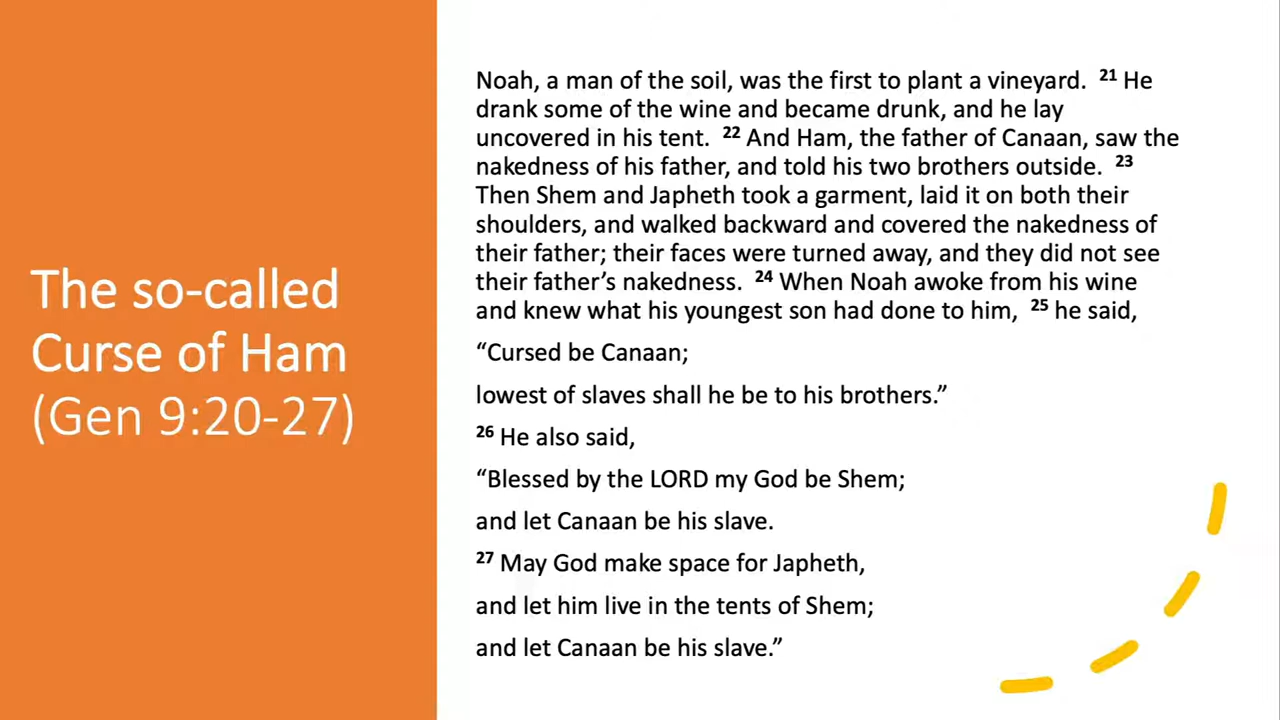 The so-called
Curse of Ham
(Gen 9:20-27)
Noah, a man of the soil, was the first to plant a vineyard. 21 He
drank some of the wine and became drunk, and he lay
uncovered in his tent. 22 And Ham, the father of Canaan, saw the
nakedness of his father, and told his two brothers outside. 23
Then Shem and Japheth took a garment, laid it on both their
shoulders, and walked backward and covered the nakedness of
their father; their faces were turned away, and they did not see
their father’s nakedness. 24 When Noah awoke from his wine
and knew what his youngest son had done to him, 25 he said,
“Cursed be Canaan;
lowest of slaves shall he be to his brothers.”
26 He also said,
“Blessed by the LORD my God be Shem;
and let Canaan be his slave.
27 May God make space for Japheth,
and let him live in the tents of Shem;
and let Canaan be his slave.”